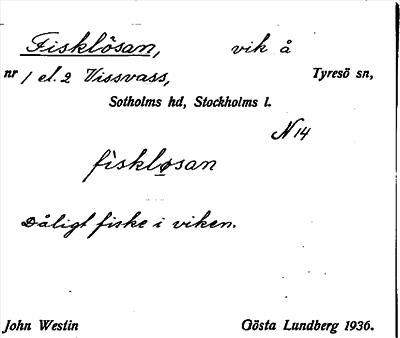 Fisklösan, vik å
nr 1 el. 2 Vissvass, Tyresö sn,
Sotholms hd, Stockholms l.
N 14
fiskløsan
Dåligt fiske i viken.
John Westin Gösta Lundberg 1936.